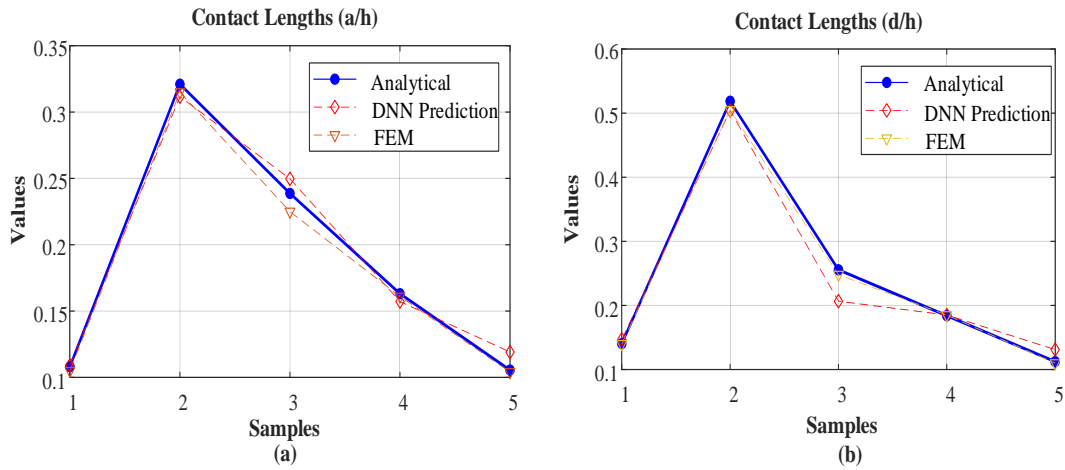 Contact Lengths (a/h)
0.35
0.3
0.25
0.2
0.15
0.1
Values
Analytical
DNN Prediction
FEM
1 2 3 4 5
Samples
(a)
Contact Lengths (d/h)
0.6
0.5
0.4
0.3
0.2
0.1
Values
Analytical
DNN Prediction
FEM
1 2 3 4 5
Samples
(b)